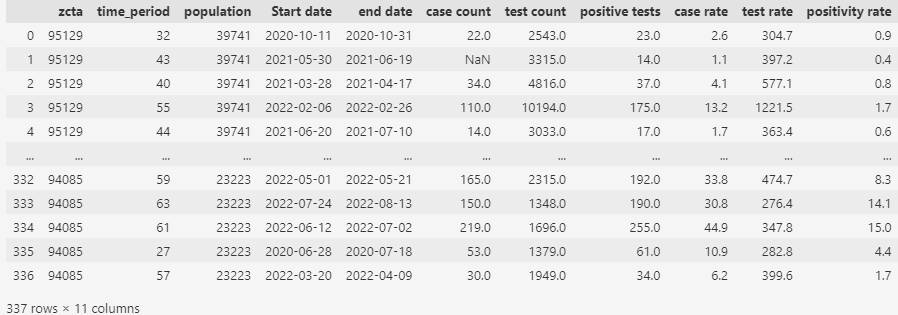 zcta time_period population Start date end date case count test count positive tests case rate test rate positivity rate
0 95129 32 39741 2020-10-11 2020-10-31 22.0 2543.0 23.0 2.6 304.7 0.9
1 95129 43 39741 2021-05-30 2021-06-19 NaN 3315.0 14.0 1.1 397.2 0.4
2 95129 40 39741 2021-03-28 2021-04-17 34.0 4816.0 37.0 4.1 577.1 0.8
3 95129 55 39741 2022-02-06 2022-02-26 110.0 10194.0 175.0 13.2 1221.5 1.7
4 95129 44 39741 2021-06-20 2021-07-10 14.0 3033.0 17.0 1.7 363.4 0.6
... ... ... ... ... ... ... ... ... ... ... ...
332 94085 59 23223 2022-05-01 2022-05-21 165.0 2315.0 192.0 33.8 474.7 8.3
333 94085 63 23223 2022-07-24 2022-08-13 150.0 1348.0 190.0 30.8 276.4 14.1
334 94085 61 23223 2022-06-12 2022-07-02 219.0 1696.0 255.0 44.9 347.8 15.0
335 94085 27 23223 2020-06-28 2020-07-18 53.0 1379.0 61.0 10.9 282.8 4.4
336 94085 57 23223 2022-03-20 2022-04-09 30.0 1949.0 34.0 6.2 399.6 1.7
337 rows × 11 columns